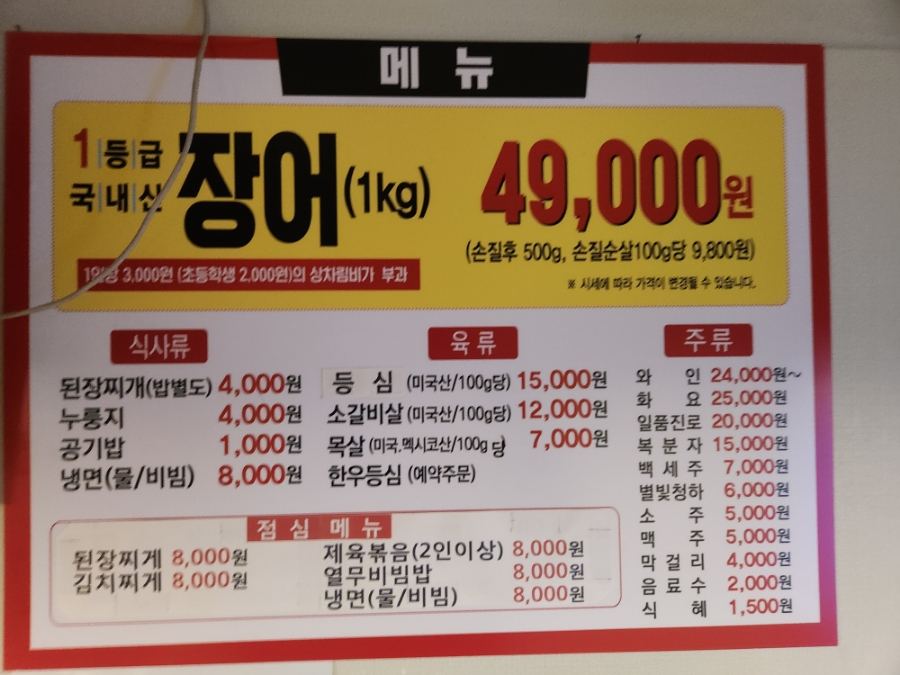 메 뉴
1등급
국내산
장어(1kg)
49,000원
(손질후 500g, 손질순살100g당 9,800원)
1인당 3,000원 (초등학생 2,000원)의 상차림비가 부과
※ 시세에 따라 가격이 변경될 수 있습니다.
식사류
된장찌개(밥별도) 4,000원
누룽지 4,000원
공기밥 1,000원
냉면(물/비빔) 8,000원
육류
등 심 (미국산/100g당) 15,000원
소갈비살 (미국산/100g당) 12,000원
목살 (미국.멕시코산/100g 당) 7,000원
한우등심 (예약주문)
주류
와 인 24,000원~
화 요 25,000원
일품진로 20,000원
복분자 15,000원
백세주 7,000원
별빛청하 6,000원
소 주 5,000원
맥 주 5,000원
막걸리 4,000원
음료수 2,000원
식 혜 1,500원
점심 메뉴
된장찌게 8,000원
김치찌게 8,000원
제육볶음(2인이상) 8,000원
열무비빔밥 8,000원
냉면(물/비빔) 8,000원